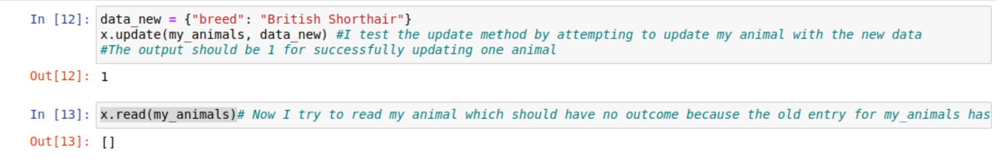 In [12]: data_new = {"breed": "British Shorthair"}
x.update(my_animals, data_new) #I test the update method by attempting to update my animal with the new data
#The output should be 1 for successfully updating one animal
Out[12]: 1
In [13]: x.read(my_animals)# Now I try to read my animal which should have no outcome because the old entry for my_animals has
Out[13]: []